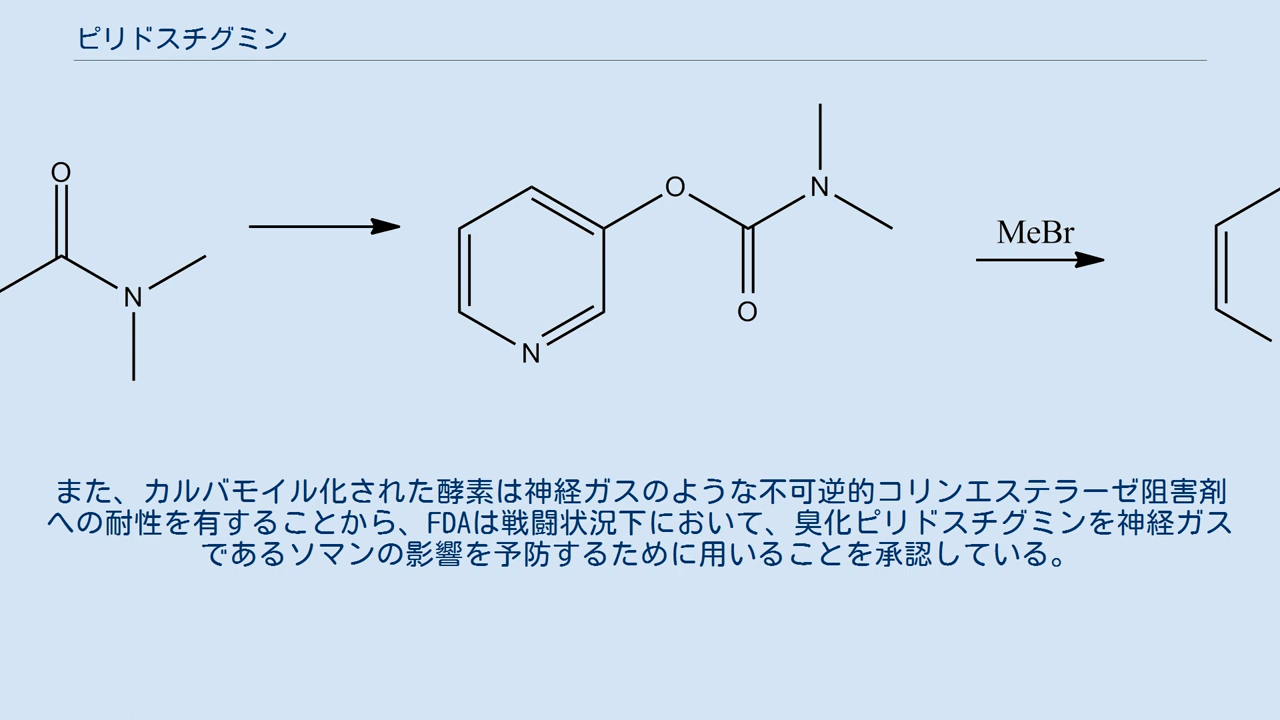 ピリドスチグミン
O
N
O
N
O
N
MeBr
また、カルバモイル化された酵素は神経ガスのような不可逆的コリンエステラーゼ阻害剤
への耐性を有することから、FDAは戦闘状況下において、臭化ピリドスチグミンを神経ガス
であるソマンの影響を予防するために用いることを承認している。